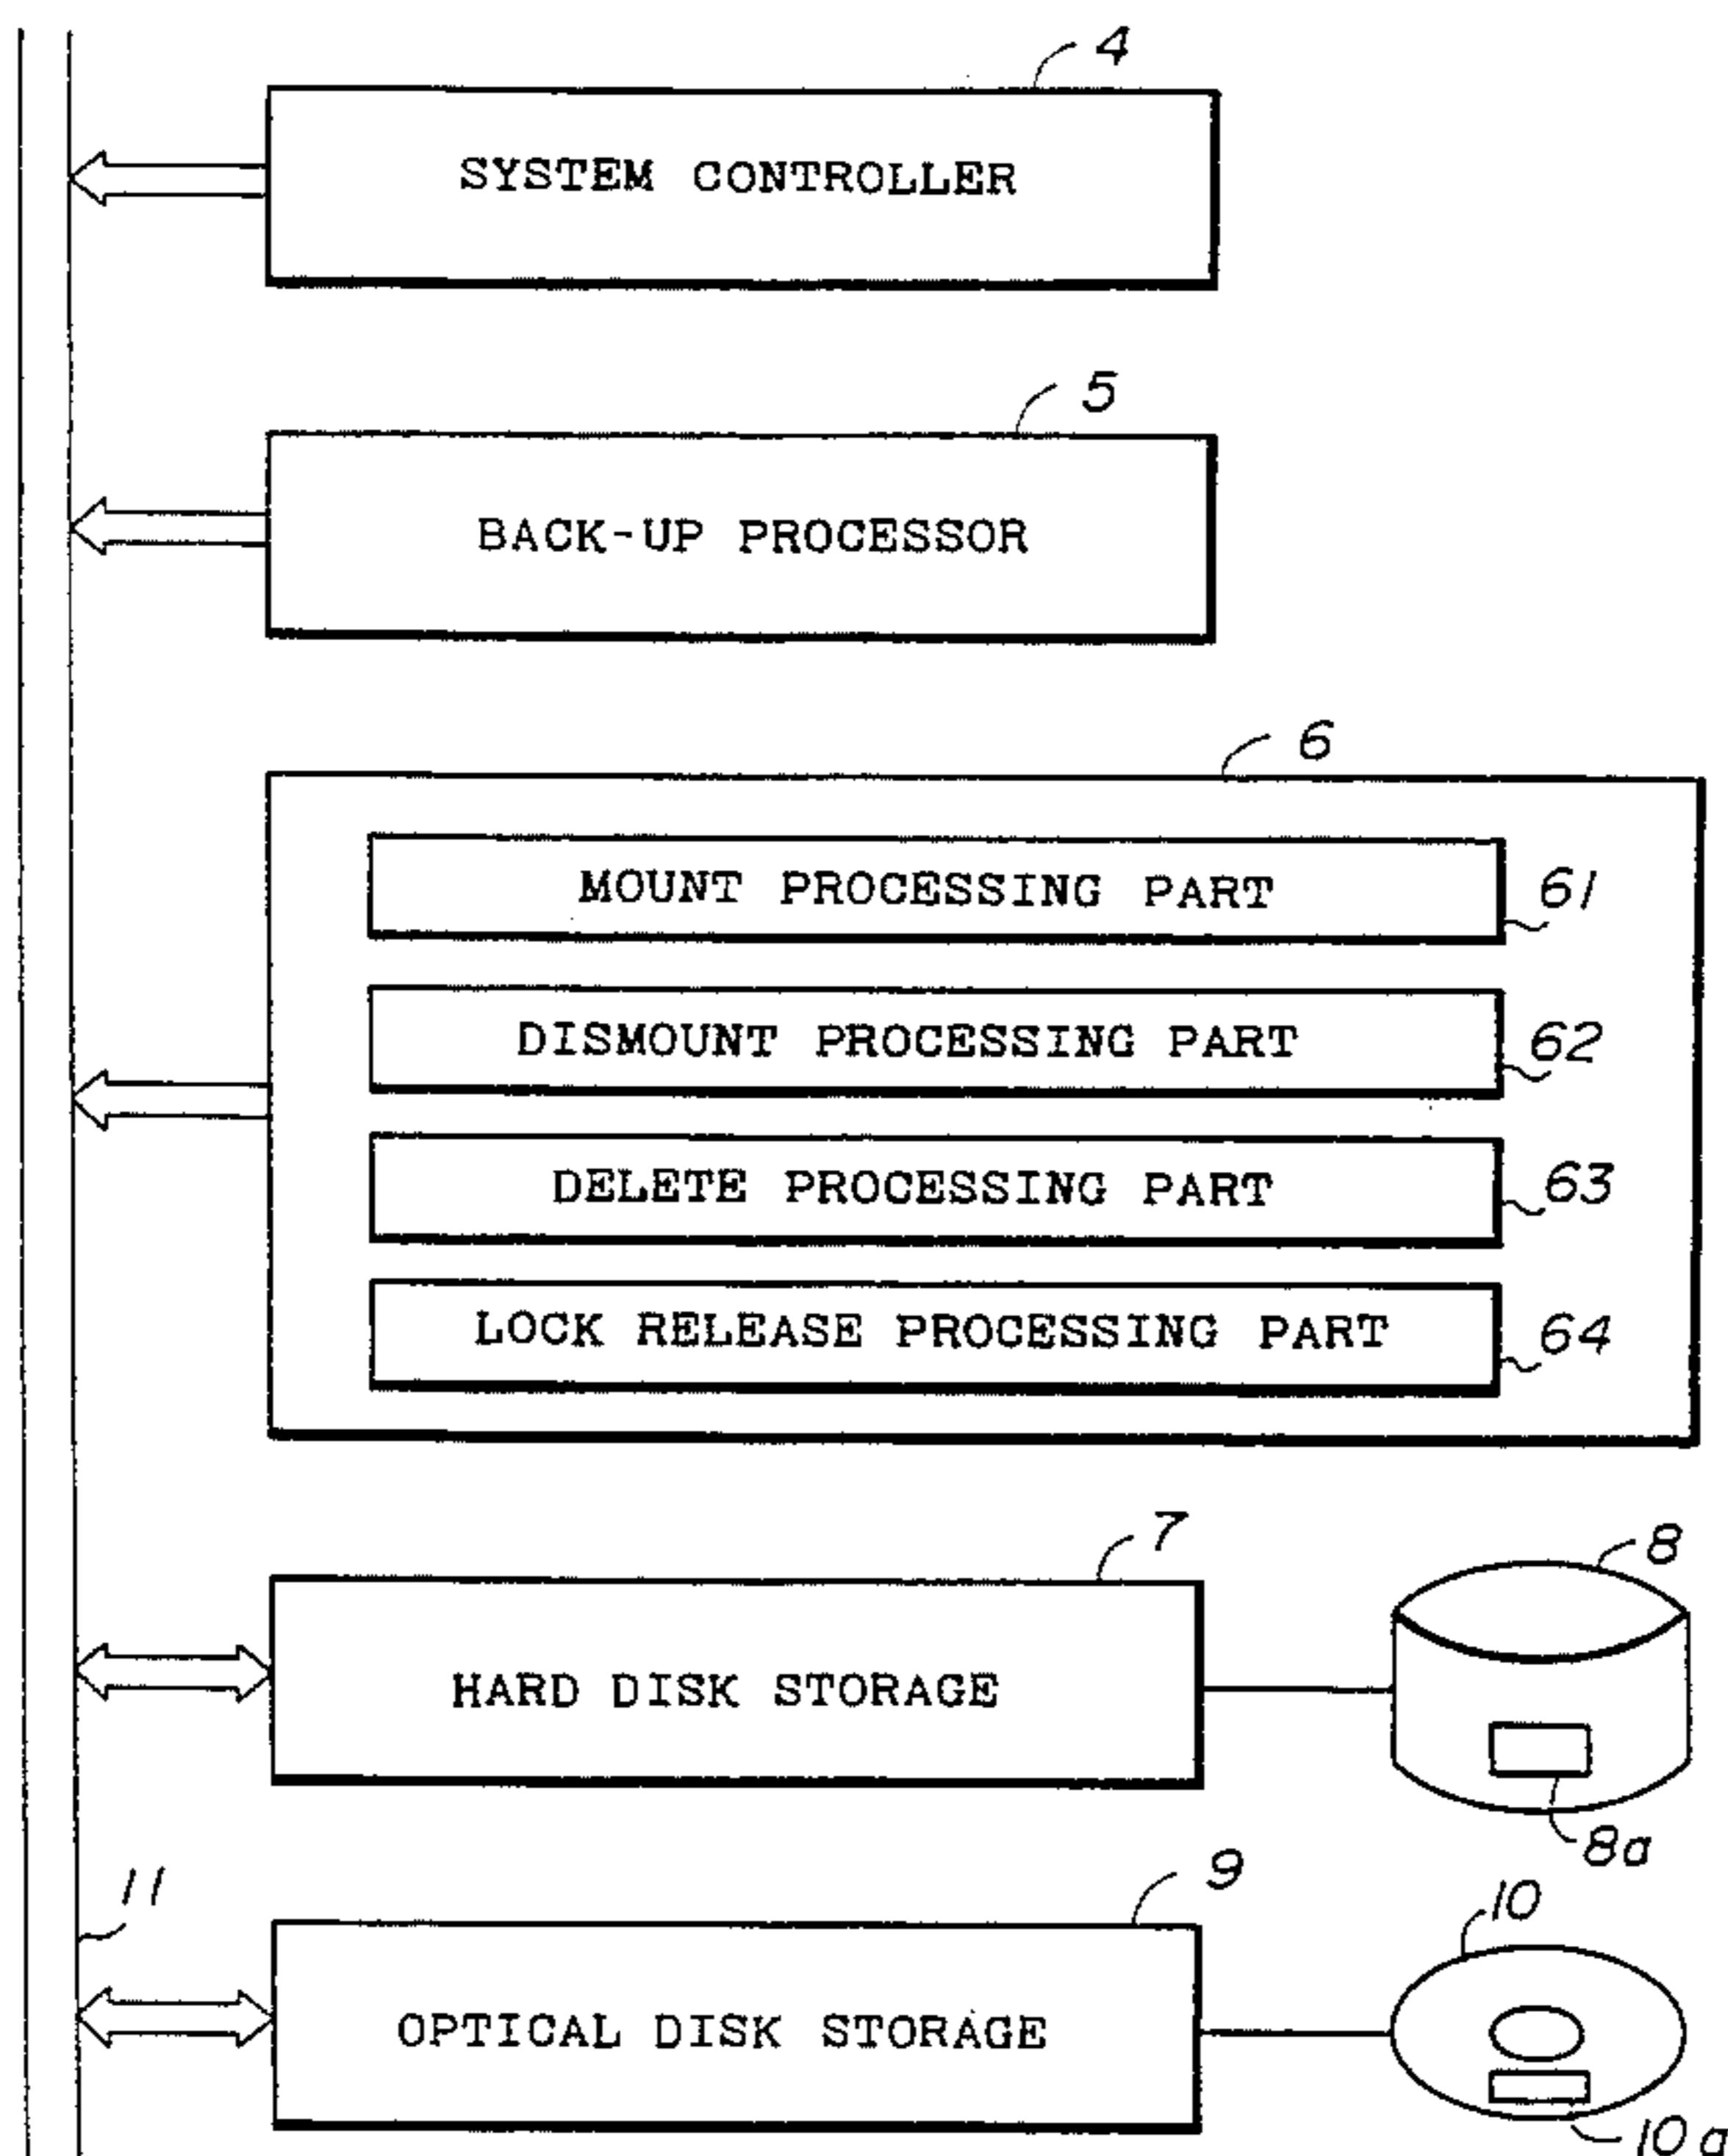 4
SYSTEM CONTROLLER
5
BACK-UP PROCESSOR
6
MOUNT PROCESSING PART
61
DISMOUNT PROCESSING PART
62
DELETE PROCESSING PART
63
LOCK RELEASE PROCESSING PART
64
7
8
HARD DISK STORAGE
8a
11
9
10
OPTICAL DISK STORAGE
10a